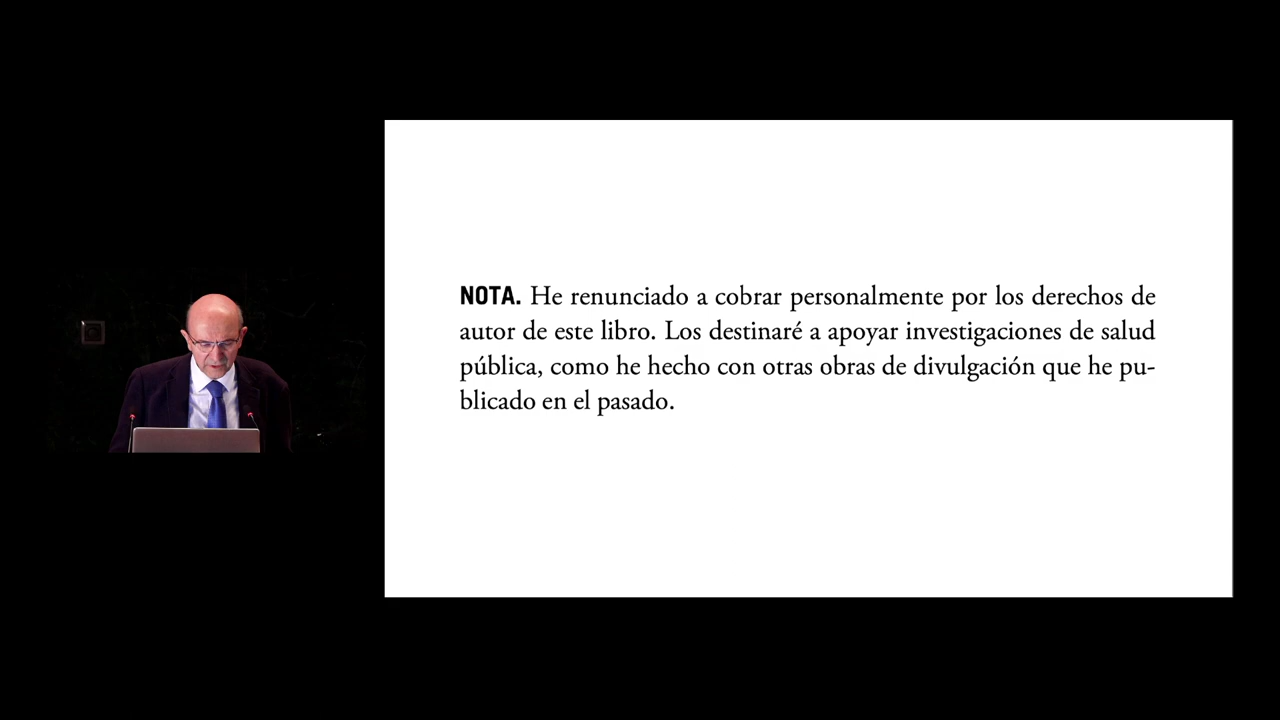 NOTA. He renunciado a cobrar personalmente por los derechos de
autor de este libro. Los destinaré a apoyar investigaciones de salud
pública, como he hecho con otras obras de divulgación que he pu-
blicado en el pasado.